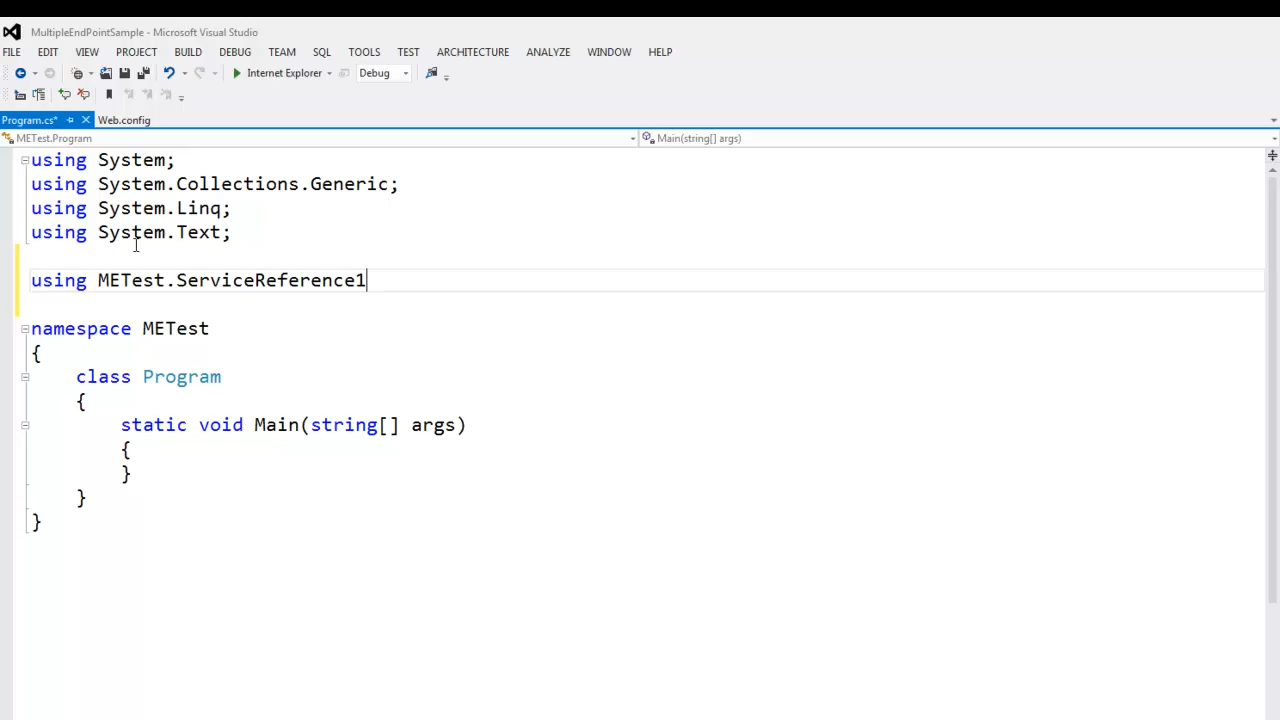 MultipleEndPointSample - Microsoft Visual Studio
FILE EDIT VIEW PROJECT BUILD DEBUG TEAM SQL TOOLS TEST ARCHITECTURE ANALYZE WINDOW HELP
Internet Explorer Debug
Program.cs* Web.config
METest.Program Main(string[] args)
using System;
using System.Collections.Generic;
using System.Linq;
using System.Text;
using METest.ServiceReference1
namespace METest
{
class Program
{
static void Main(string[] args)
{
}
}
}